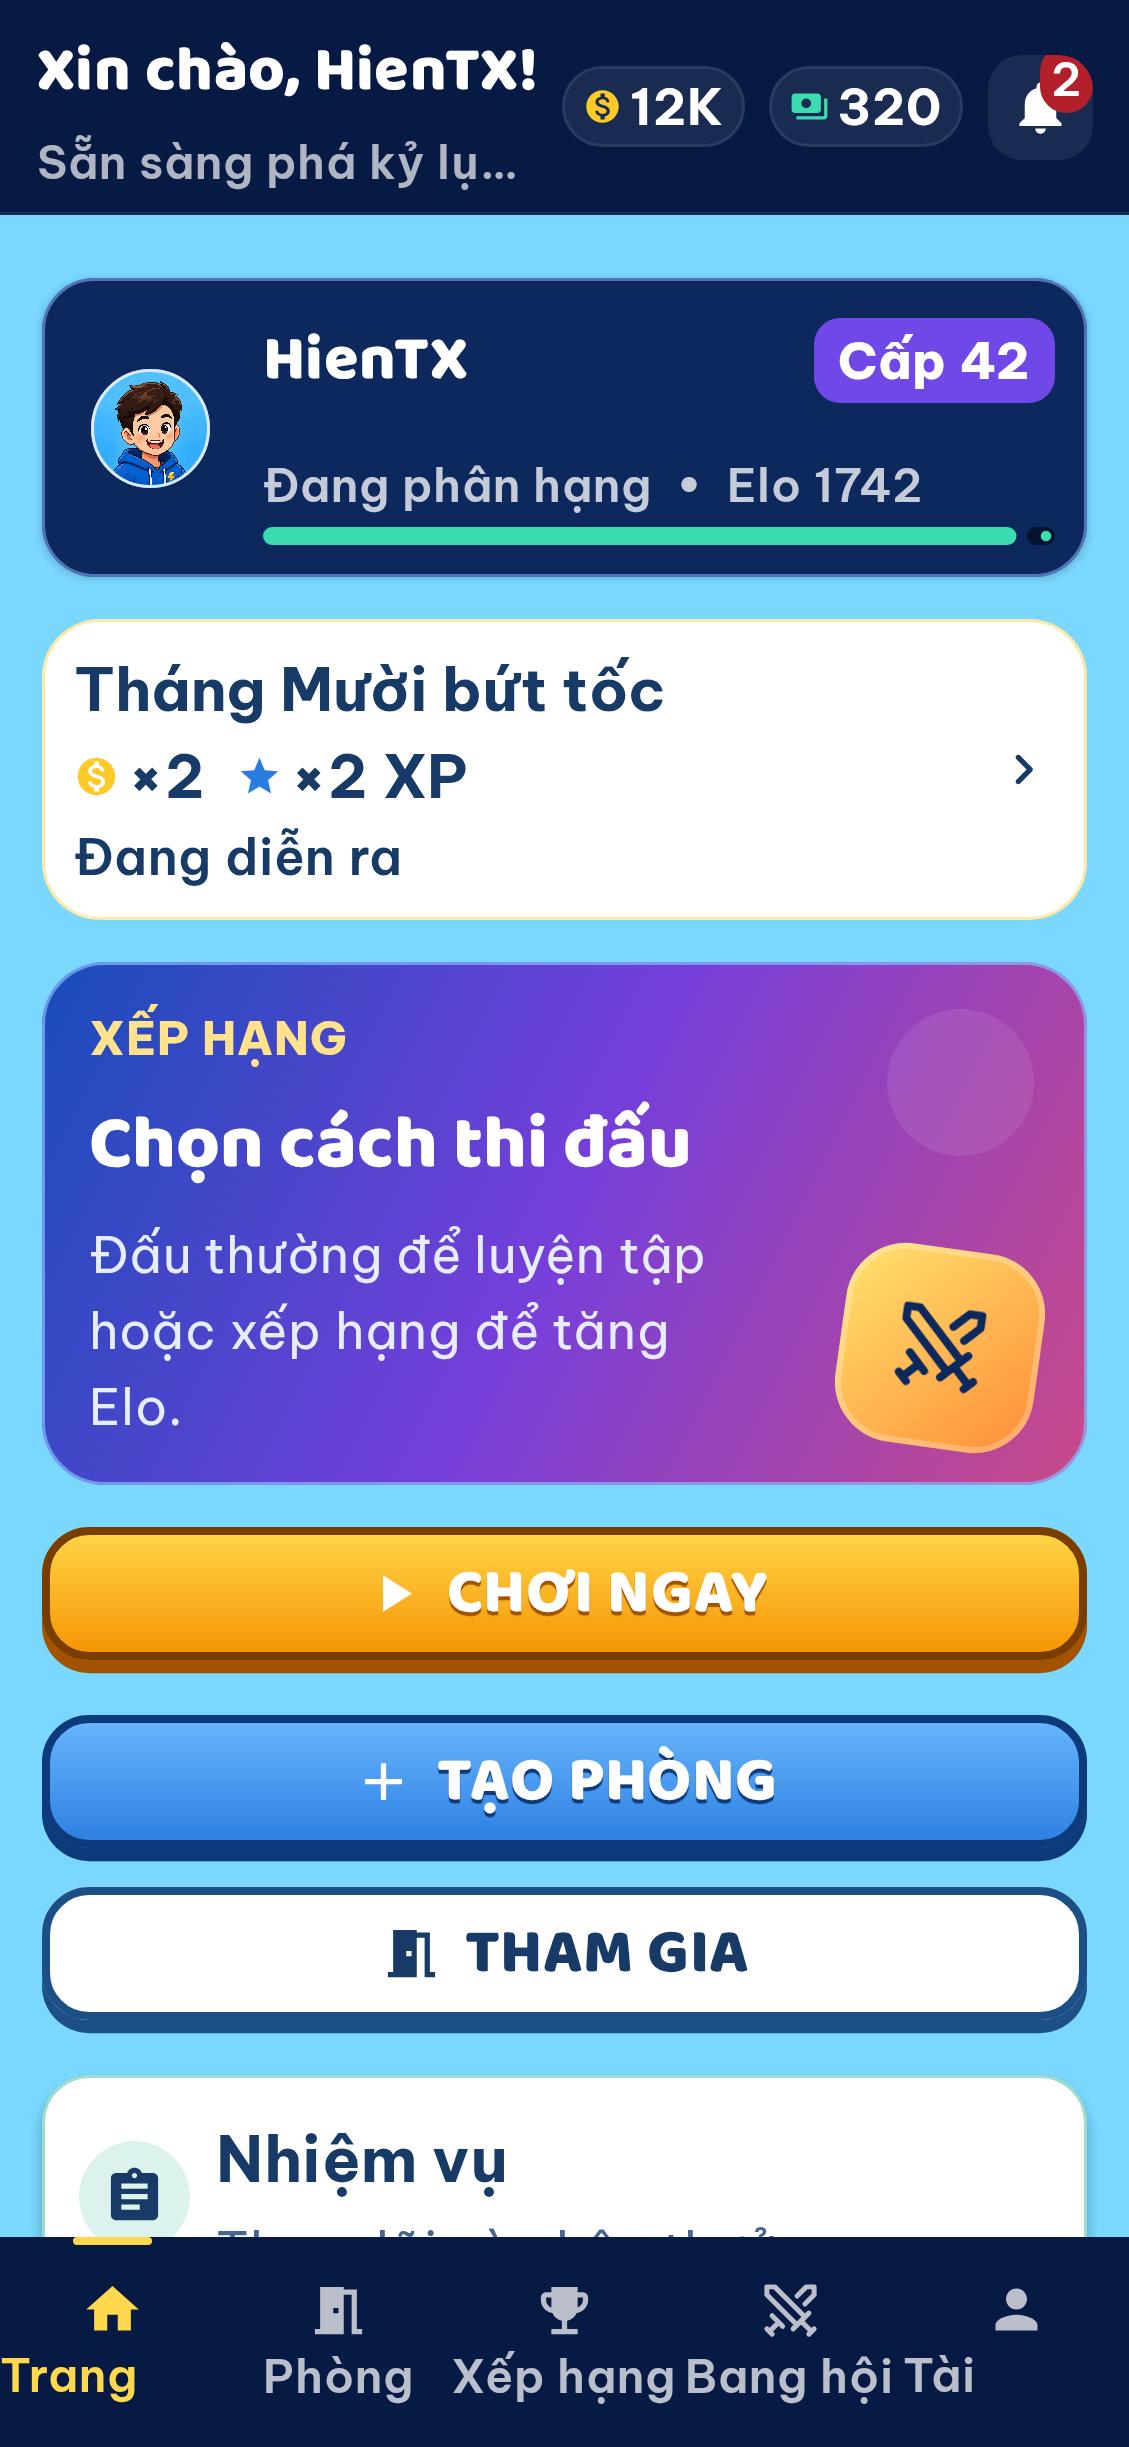 Xin chào, HienTX!
Sẵn sàng phá kỷ lụ...
12K
320
2
HienTX
Cấp 42
Đang phân hạng • Elo 1742
Tháng Mười bứt tốc
×2 ×2 XP
Đang diễn ra
XẾP HẠNG
Chọn cách thi đấu
Đấu thường để luyện tập
hoặc xếp hạng để tăng
Elo.
CHƠI NGAY
TẠO PHÒNG
THAM GIA
Nhiệm vụ
Trang
Phòng
Xếp hạng
Bang hội
Tài